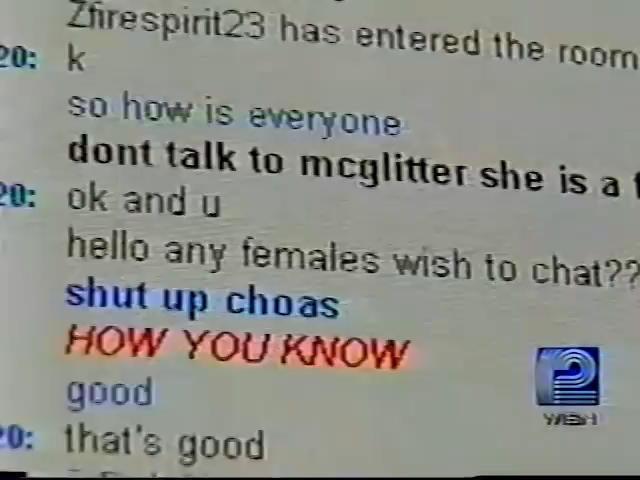 Zfirespirit23 has entered the room
20: k
so how is everyone
dont talk to mcglitter she is a
20: ok and u
hello any females wish to chat??
shut up choas
HOW YOU KNOW
good
20: that's good
2
WISH